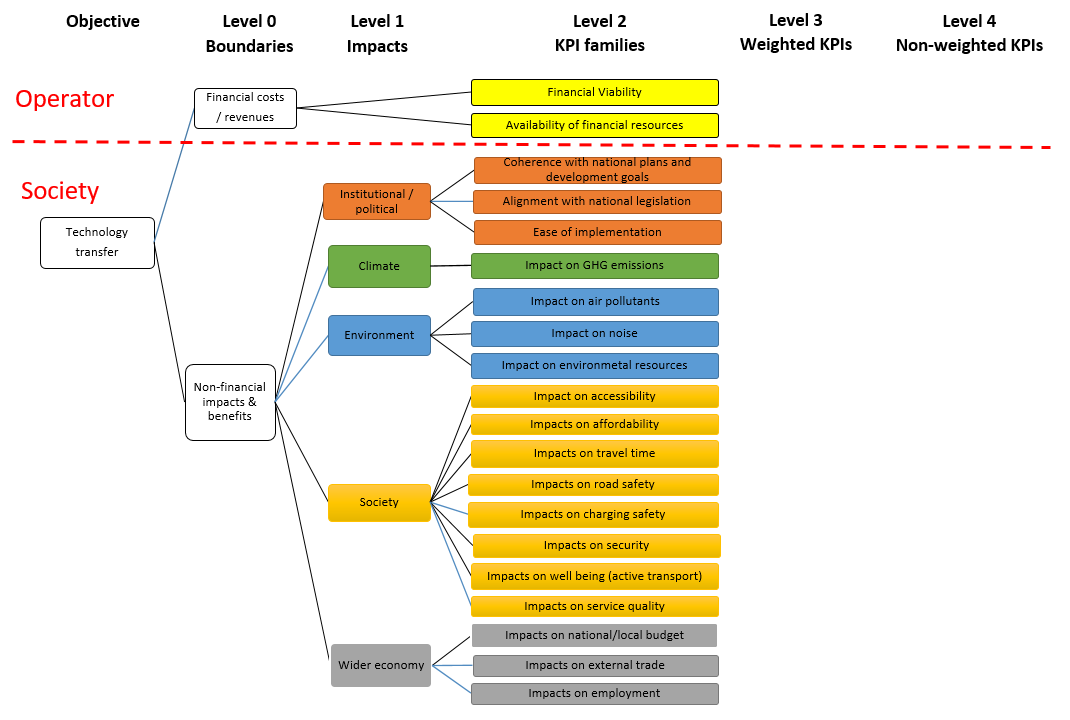 Objective
Level 0
Boundaries
Level 1
Impacts
Level 2
KPI families
Level 3
Weighted KPIs
Level 4
Non-weighted KPIs
Operator
Financial costs
/ revenues
Financial Viability
Availability of financial resources
Society
Technology
transfer
Non-financial
impacts &
benefits
Institutional /
political
Coherence with national plans and
development goals
Alignment with national legislation
Ease of implementation
Climate
Impact on GHG emissions
Environment
Impact on air pollutants
Impact on noise
Impact on environmetal resources
Society
Impact on accessibility
Impacts on affordability
Impacts on travel time
Impacts on road safety
Impacts on charging safety
Impacts on security
Impacts on well being (active transport)
Impacts on service quality
Wider economy
Impacts on national/local budget
Impacts on external trade
Impacts on employment